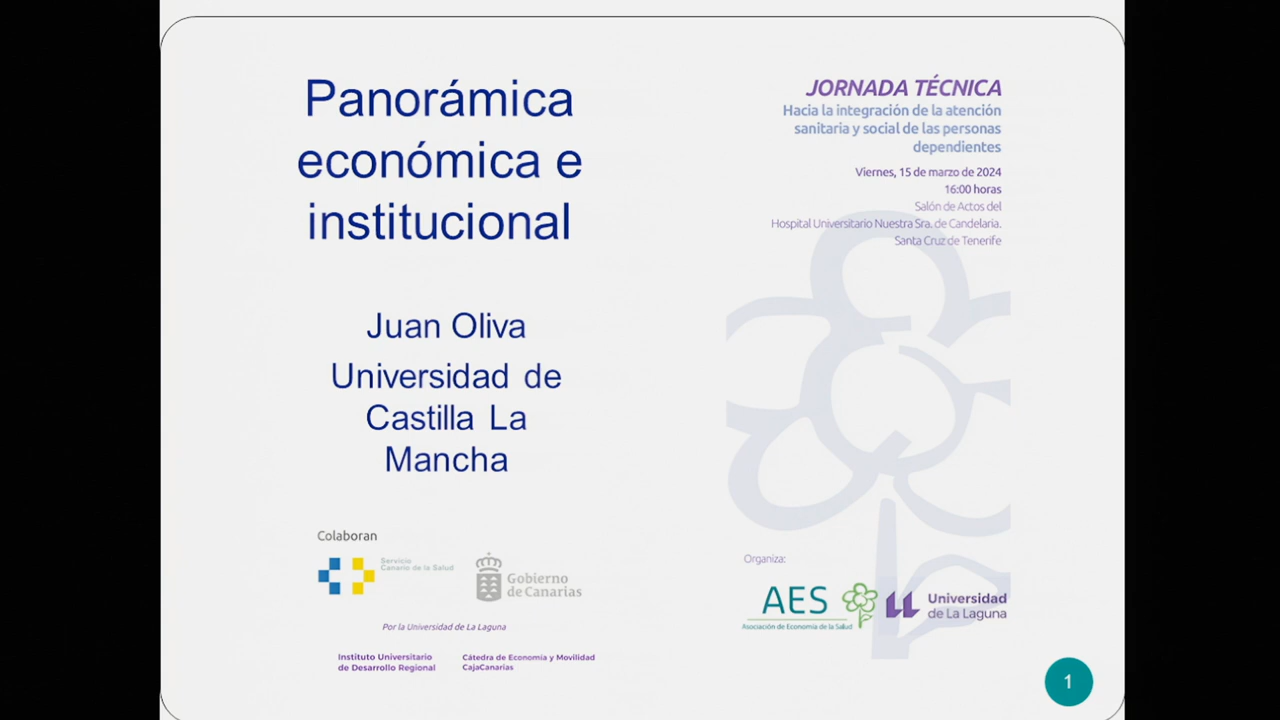 Panorámica
económica e
institucional
Juan Oliva
Universidad de
Castilla La
Mancha
Colaboran
Servicio
Canario de la Salud
Gobierno
de Canarias
Por la Universidad de La Laguna
Instituto Universitario
de Desarrollo Regional
Cátedra de Economía y Movilidad
CajaCanarias
JORNADA TÉCNICA
Hacia la integración de la atención
sanitaria y social de las personas
dependientes
Viernes, 15 de marzo de 2024
16:00 horas
Salón de Actos del
Hospital Universitario Nuestra Sra. de Candelaria.
Santa Cruz de Tenerife
Organiza:
AES
Asociación de Economía de la Salud
Universidad
de La Laguna
1